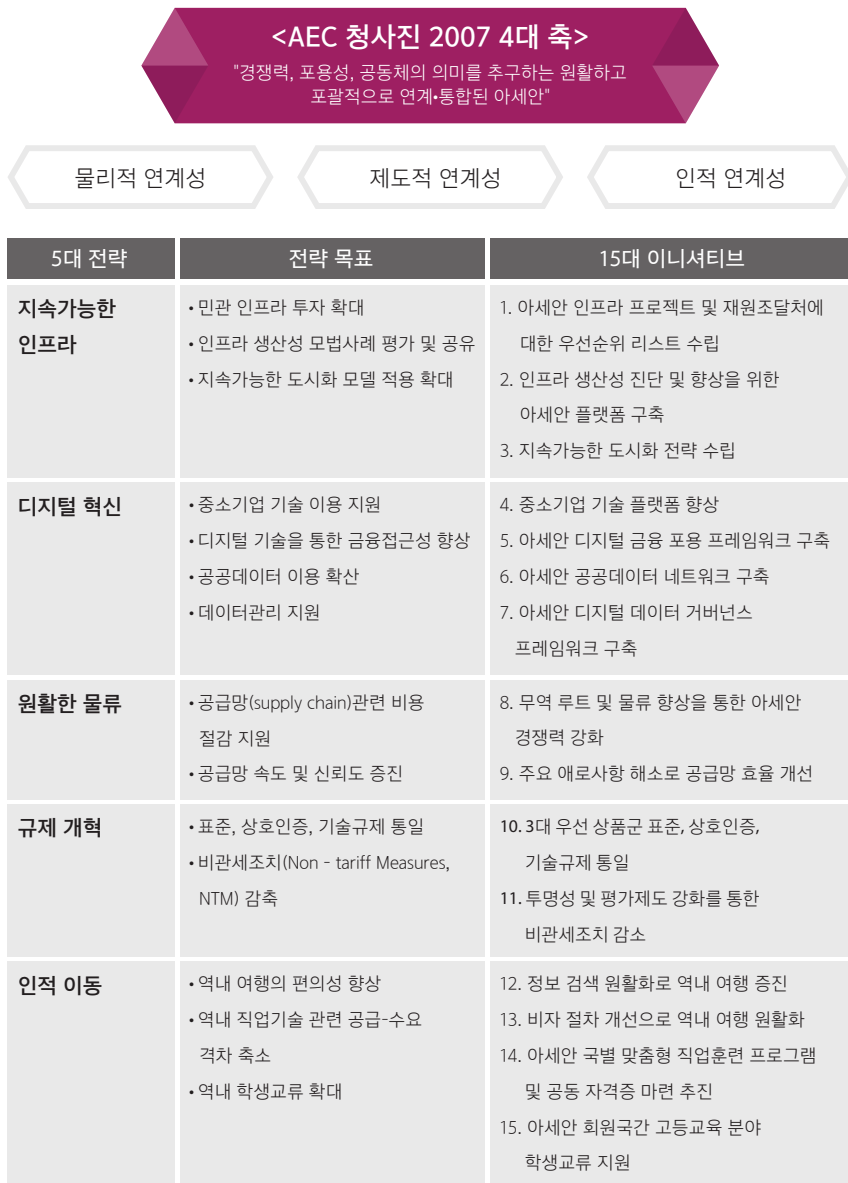 <AEC 청사진 2007 4대 축>
"경쟁력, 포용성, 공동체의 의미를 추구하는 원활하고
포괄적으로 연계•통합된 아세안"
물리적 연계성
제도적 연계성
인적 연계성
5대 전략
전략 목표
15대 이니셔티브
지속가능한
인프라
• 민관 인프라 투자 확대
• 인프라 생산성 모법사례 평가 및 공유
• 지속가능한 도시화 모델 적용 확대
1. 아세안 인프라 프로젝트 및 재원조달처에
대한 우선순위 리스트 수립
2. 인프라 생산성 진단 및 향상을 위한
아세안 플랫폼 구축
3. 지속가능한 도시화 전략 수립
디지털 혁신
• 중소기업 기술 이용 지원
• 디지털 기술을 통한 금융접근성 향상
• 공공데이터 이용 확산
• 데이터관리 지원
4. 중소기업 기술 플랫폼 향상
5. 아세안 디지털 금융 포용 프레임워크 구축
6. 아세안 공공데이터 네트워크 구축
7. 아세안 디지털 데이터 거버넌스
프레임워크 구축
원활한 물류
• 공급망(supply chain)관련 비용
절감 지원
• 공급망 속도 및 신뢰도 증진
8. 무역 루트 및 물류 향상을 통한 아세안
경쟁력 강화
9. 주요 애로사항 해소로 공급망 효율 개선
규제 개혁
• 표준, 상호인증, 기술규제 통일
• 비관세조치(Non - tariff Measures,
NTM) 감축
10. 3대 우선 상품군 표준, 상호인증,
기술규제 통일
11. 투명성 및 평가제도 강화를 통한
비관세조치 감소
인적 이동
• 역내 여행의 편의성 향상
• 역내 직업기술 관련 공급-수요
격차 축소
• 역내 학생교류 확대
12. 정보 검색 원활화로 역내 여행 증진
13. 비자 절차 개선으로 역내 여행 원활화
14. 아세안 국별 맞춤형 직업훈련 프로그램
및 공동 자격증 마련 추진
15. 아세안 회원국간 고등교육 분야
학생교류 지원